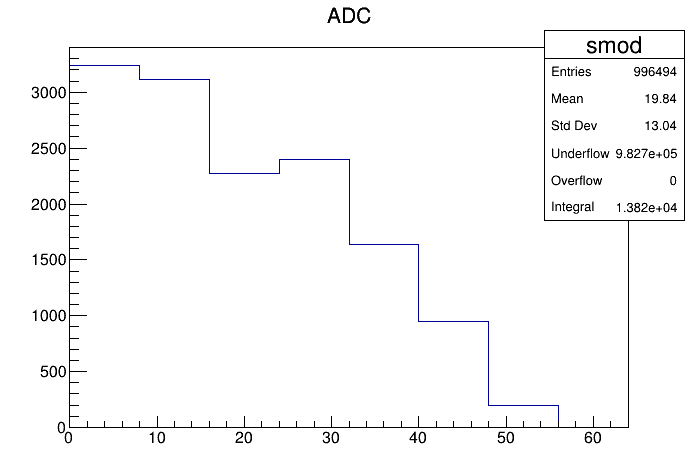 ADC
smod
Entries 996494
Mean 19.84
Std Dev 13.04
Underflow 9.827e+05
Overflow 0
Integral 1.382e+04
3000
2500
2000
1500
1000
500
0
0 10 20 30 40 50 60